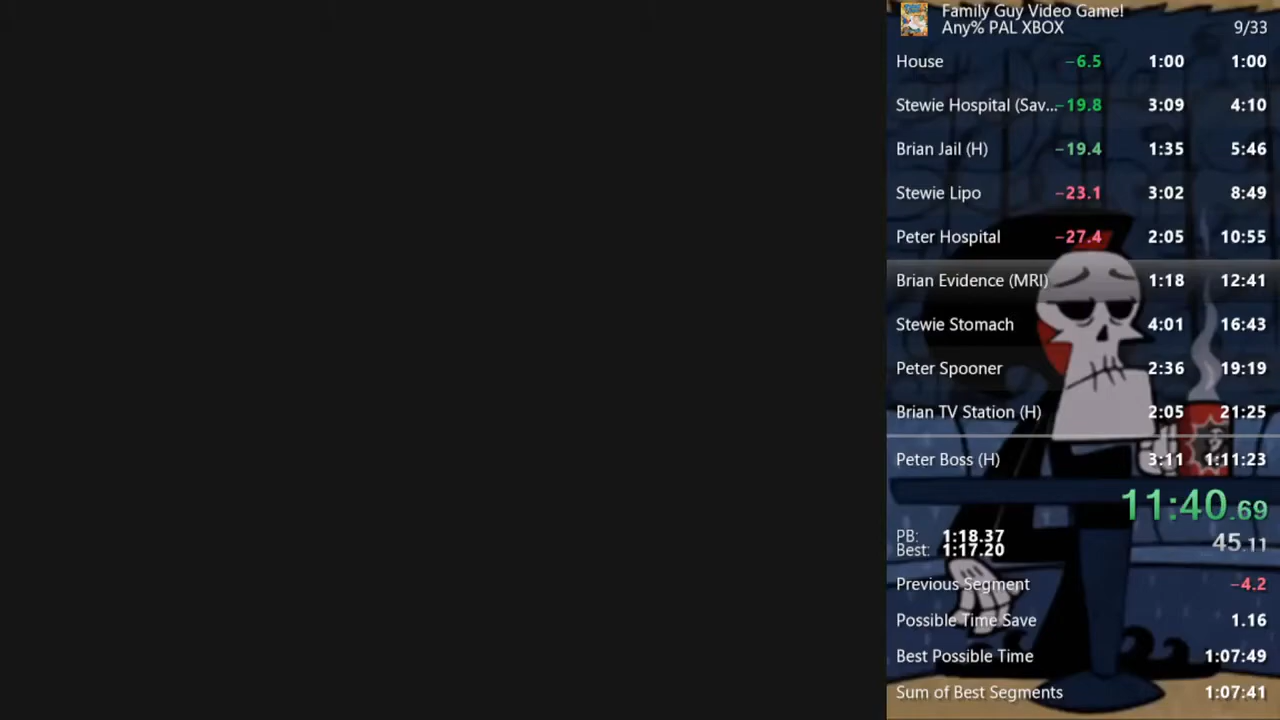 Family Guy Video Game!
Any% PAL XBOX 9/33
House -6.5 1:00 1:00
Stewie Hospital (Sav... -19.8 3:09 4:10
Brian Jail (H) -19.4 1:35 5:46
Stewie Lipo -23.1 3:02 8:49
Peter Hospital -27.4 2:05 10:55
Brian Evidence (MRI) 1:18 12:41
Stewie Stomach 4:01 16:43
Peter Spooner 2:36 19:19
Brian TV Station (H) 2:05 21:25
Peter Boss (H) 3:11 1:11:23
11:40.69
PB: 1:18.37 45.11
Best: 1:17.20
Previous Segment -4.2
Possible Time Save 1.16
Best Possible Time 1:07:49
Sum of Best Segments 1:07:41